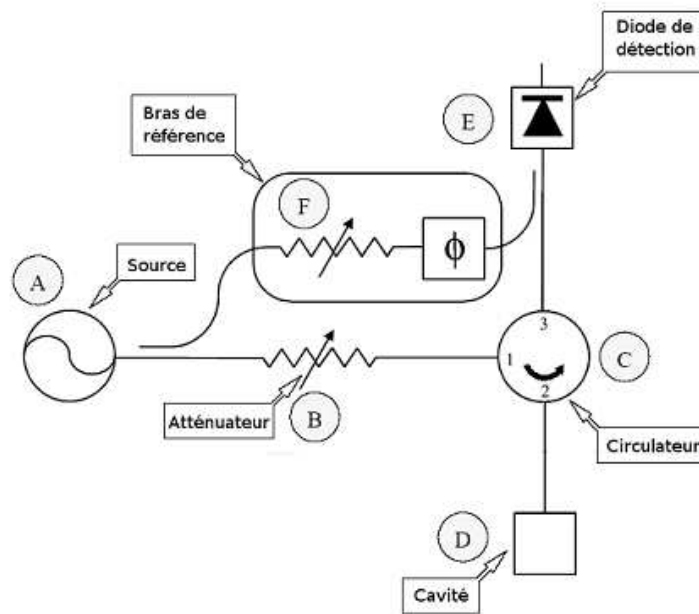 Diode de
détection
E
Bras de
référence
F
ϕ
Source
A
3
1
2
C
Atténuateur
B
Circulateur
D
Cavité